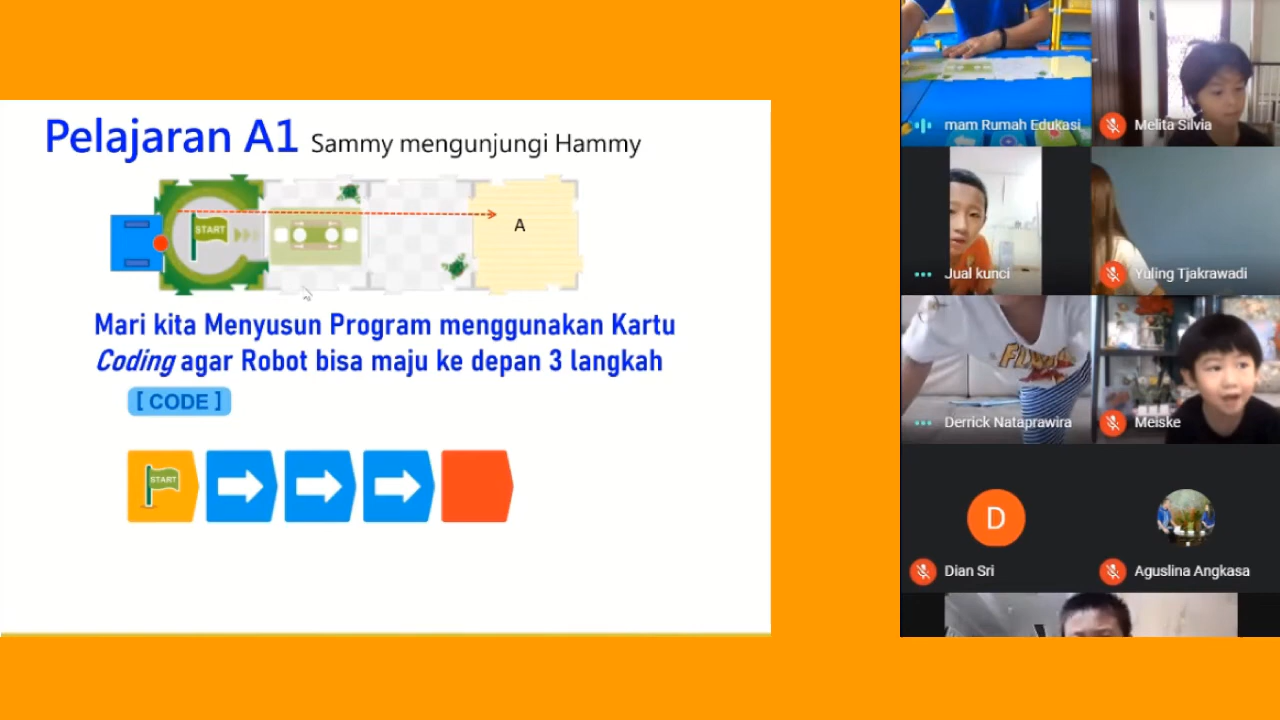 Pelajaran A1 Sammy mengunjungi Hammy
START
A
Mari kita Menyusun Program menggunakan Kartu
Coding agar Robot bisa maju ke depan 3 langkah
[ CODE ]
START
mam Rumah Edukasi
Melita Silvia
Jual kunci
Yuling Tjakrawadi
Derrick Nataprawira
Meiske
D
Dian Sri
Aguslina Angkasa